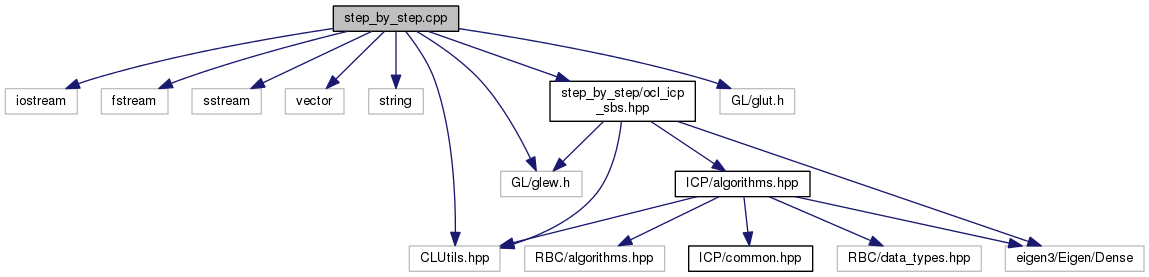 step_by_step.cpp
iostream
fstream
sstream
vector
string
step_by_step/ocl_icp
_sbs.hpp
GL/glut.h
GL/glew.h
ICP/algorithms.hpp
CLUtils.hpp
RBC/algorithms.hpp
ICP/common.hpp
RBC/data_types.hpp
eigen3/Eigen/Dense